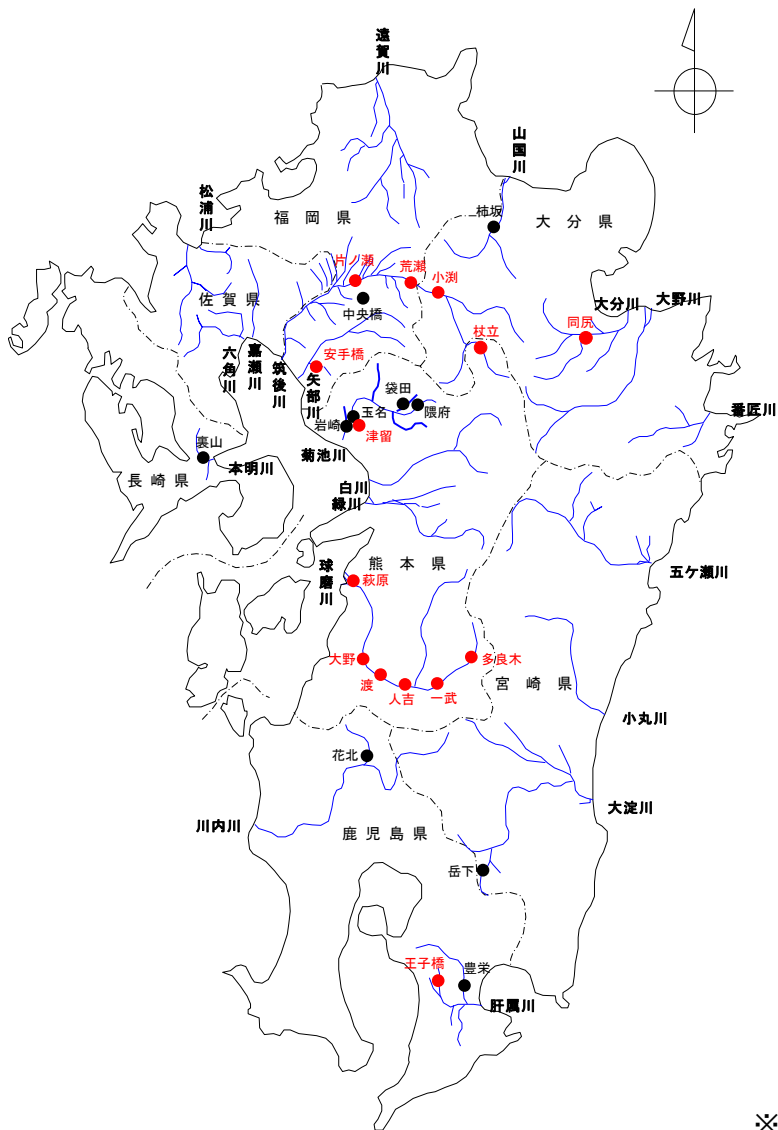 遠賀川
山国川
松浦川
福岡県
柿坂
大分県
片ノ瀬
荒瀬
小渕
佐賀県
中央橋
大分川
大野川
同尻
杖立
六角川
嘉瀬川
筑後川
安手橋
矢部川
袋田
隈府
玉名
岩崎
津留
番匠川
裏山
本明川
菊池川
長崎県
白川
緑川
球磨川
熊本県
五ケ瀬川
萩原
大野
多良木
渡
人吉
一武
宮崎県
小丸川
花北
大淀川
川内川
鹿児島県
岳下
王子橋
豊栄
肝属川
※